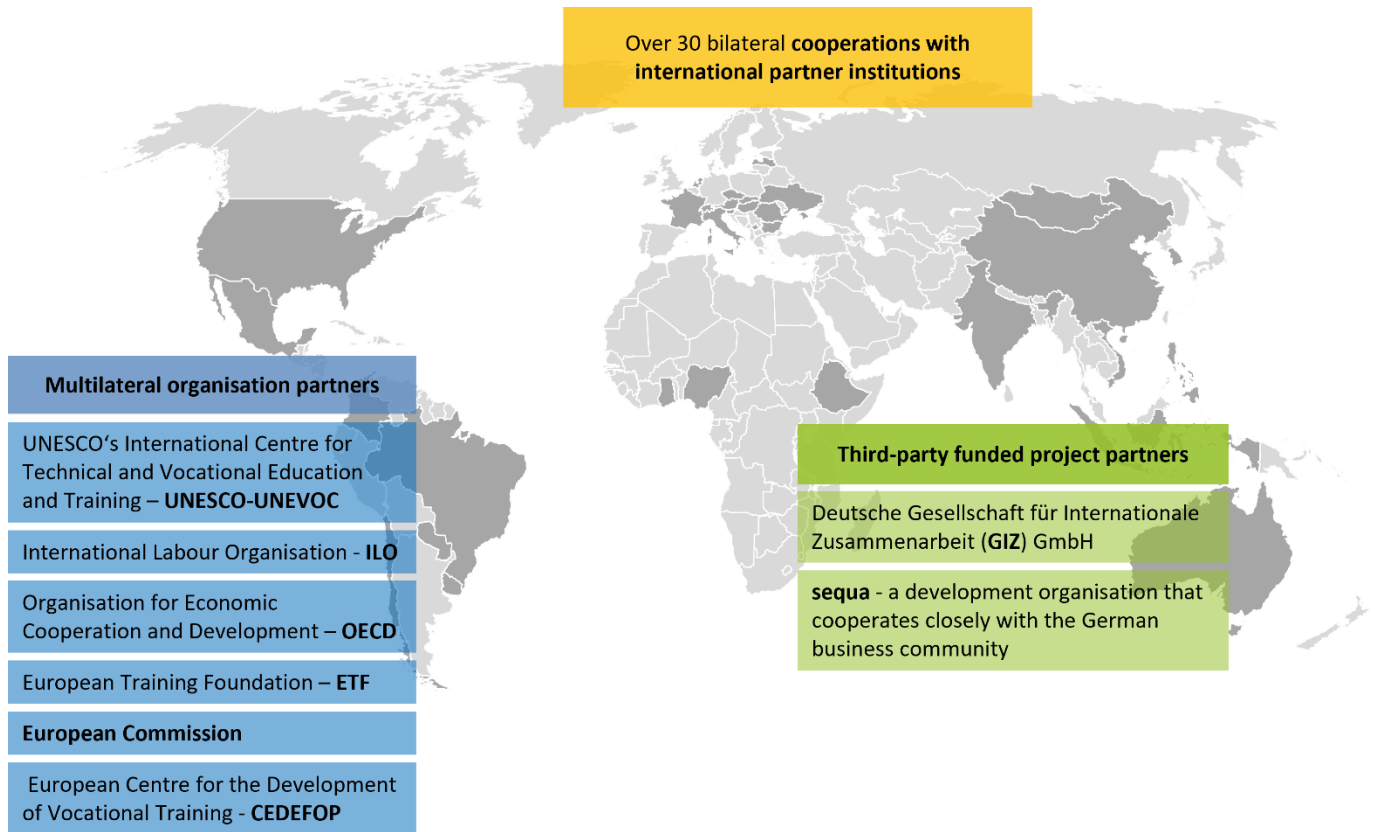 Over 30 bilateral cooperations with
international partner institutions
Multilateral organisation partners
UNESCO‘s International Centre for
Technical and Vocational Education
and Training – UNESCO-UNEVOC
International Labour Organisation - ILO
Organisation for Economic
Cooperation and Development – OECD
European Training Foundation – ETF
European Commission
European Centre for the Development
of Vocational Training - CEDEFOP
Third-party funded project partners
Deutsche Gesellschaft für Internationale
Zusammenarbeit (GIZ) GmbH
sequa - a development organisation that
cooperates closely with the German
business community